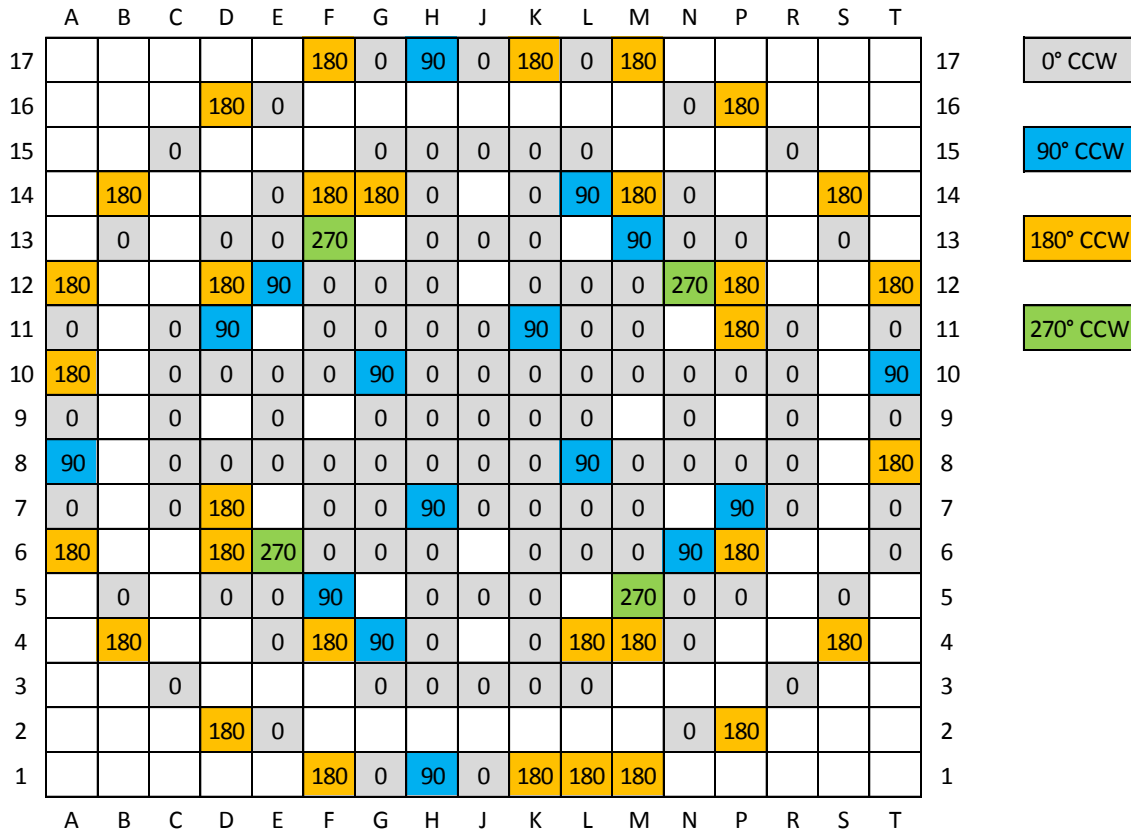 A B C D E F G H J K L M N P R S T
17 180 0 90 0 180 0 180 17 0° CCW
16 180 0 0 180 16
15 0 0 0 0 0 0 0 15 90° CCW
14 180 0 180 180 0 0 90 180 0 180 14
13 0 0 0 270 0 0 0 90 0 0 0 13 180° CCW
12 180 180 90 0 0 0 0 0 0 270 180 180 12
11 0 0 90 0 0 0 0 90 0 0 180 0 0 11 270° CCW
10 180 0 0 0 0 90 0 0 0 0 0 0 0 0 90 10
9 0 0 0 0 0 0 0 0 0 0 0 9
8 90 0 0 0 0 0 0 0 0 90 0 0 0 0 180 8
7 0 0 180 0 0 90 0 0 0 0 90 0 0 7
6 180 180 270 0 0 0 0 0 0 90 180 0 6
5 0 0 0 90 0 0 0 270 0 0 0 5
4 180 0 180 90 0 0 180 180 0 180 4
3 0 0 0 0 0 0 0 3
2 180 0 0 180 2
1 180 0 90 0 180 180 180 1
A B C D E F G H J K L M N P R S T